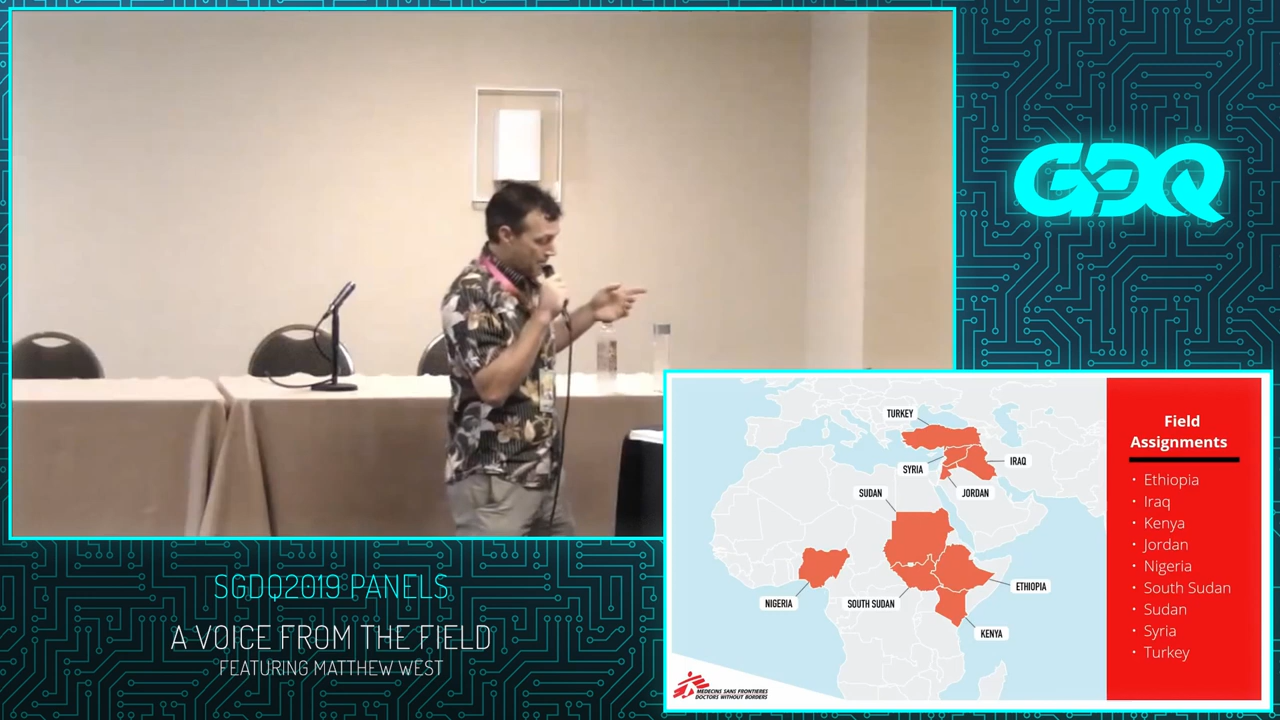 GDQ
TURKEY
SYRIA
IRAQ
JORDAN
SUDAN
ETHIOPIA
NIGERIA
SOUTH SUDAN
KENYA
MEDECINS SANS FRONTIERES
DOCTORS WITHOUT BORDERS
Field
Assignments
• Ethiopia
• Iraq
• Kenya
• Jordan
• Nigeria
• South Sudan
• Sudan
• Syria
• Turkey
SGDQ2019 PANELS
A VOICE FROM THE FIELD
FEATURING MATTHEW WEST